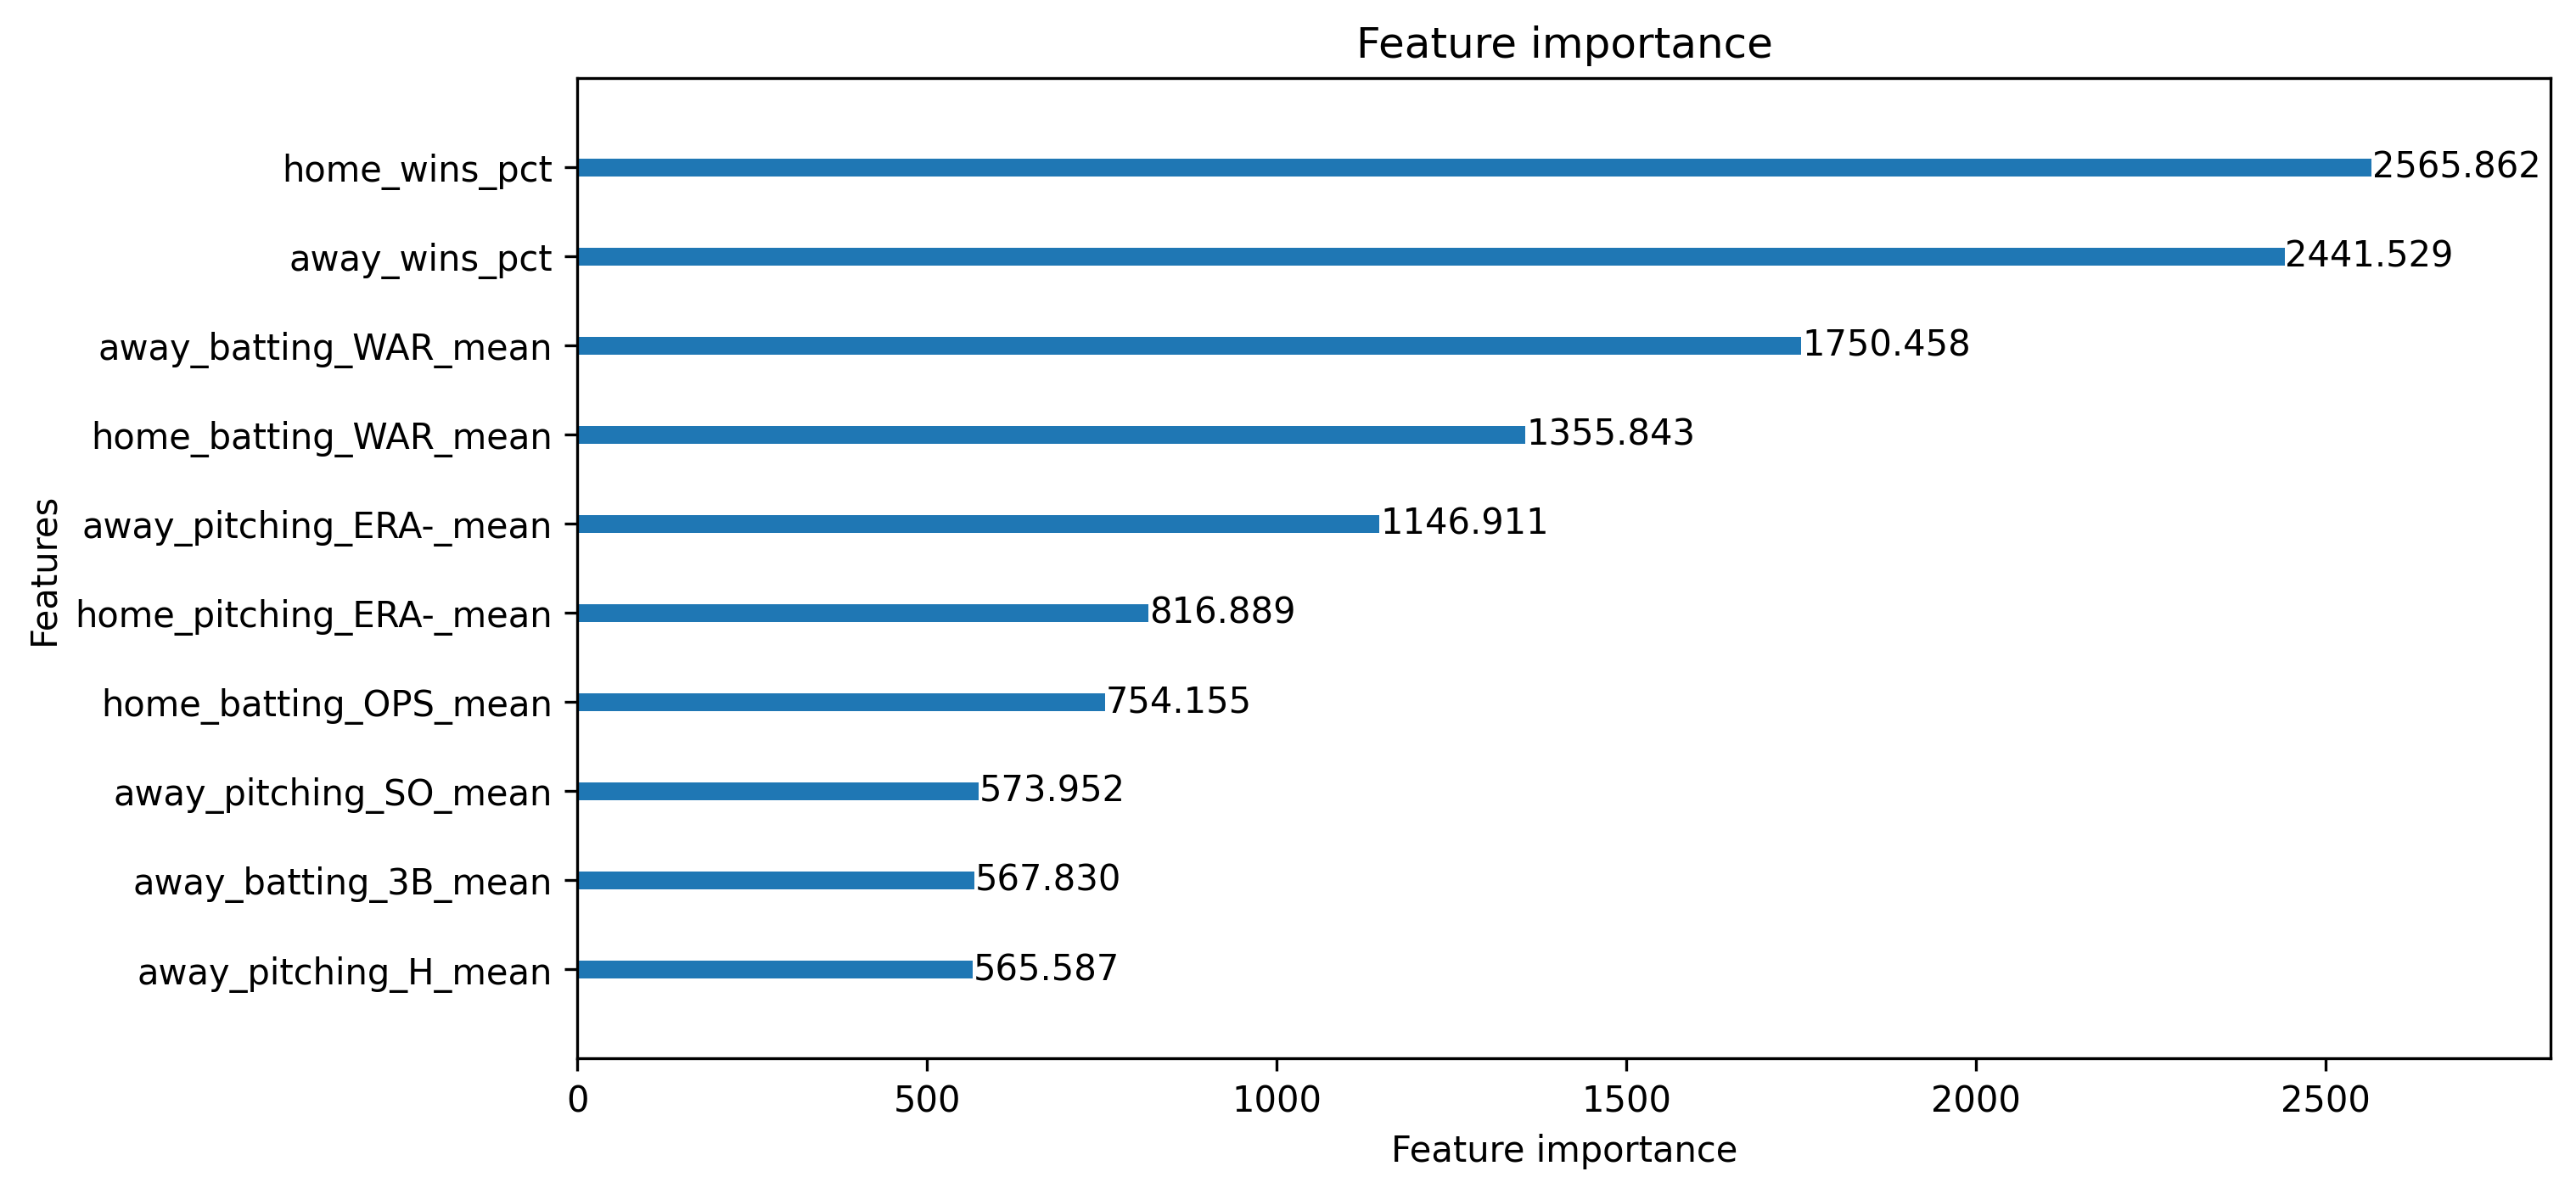 Feature importance
home_wins_pct 2565.862
away_wins_pct 2441.529
away_batting_WAR_mean 1750.458
home_batting_WAR_mean 1355.843
away_pitching_ERA-_mean 1146.911
home_pitching_ERA-_mean 816.889
home_batting_OPS_mean 754.155
away_pitching_SO_mean 573.952
away_batting_3B_mean 567.830
away_pitching_H_mean 565.587
Features
0 500 1000 1500 2000 2500
Feature importance